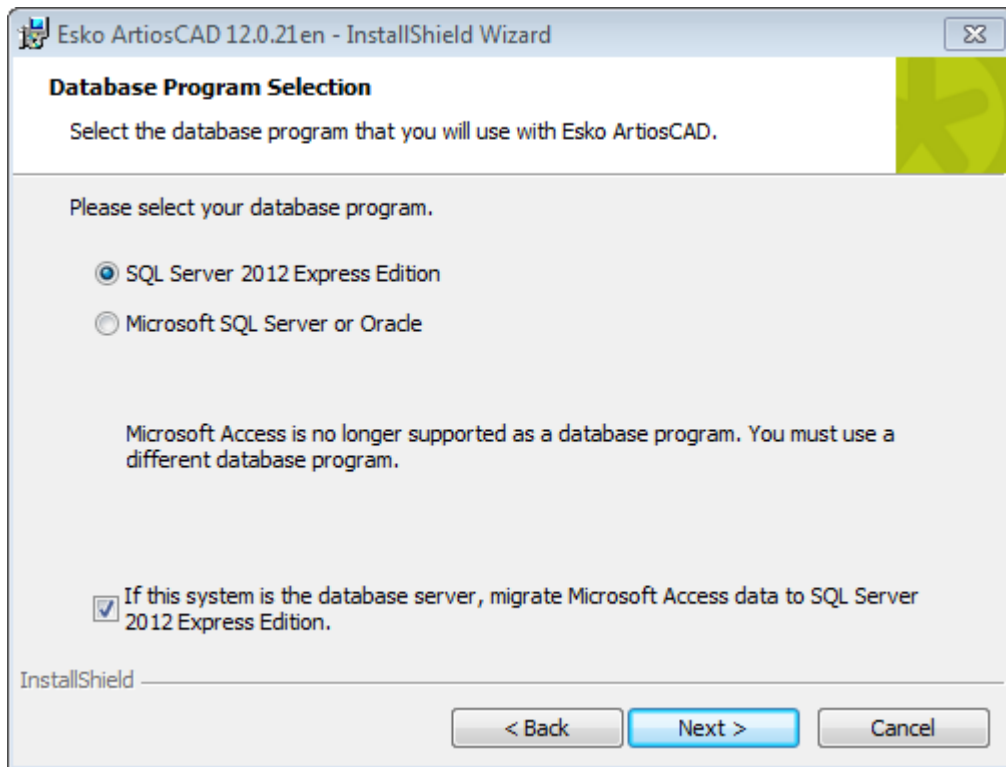 Esko ArtiosCAD 12.0.21en - InstallShield Wizard
Database Program Selection
Select the database program that you will use with Esko ArtiosCAD.
Please select your database program.
SQL Server 2012 Express Edition
Microsoft SQL Server or Oracle
Microsoft Access is no longer supported as a database program. You must use a
different database program.
If this system is the database server, migrate Microsoft Access data to SQL Server
2012 Express Edition.
InstallShield
< Back
Next >
Cancel